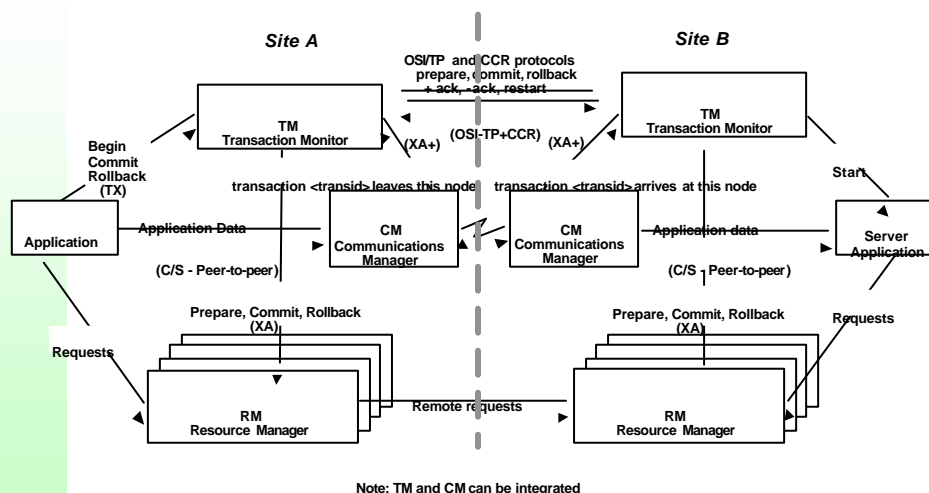 Site A
Site B
OSI/TP and CCR protocols
prepare, commit, rollback
+ ack, - ack, restart
TM
Transaction Monitor
TM
Transaction Monitor
(OSI-TP+CCR)
(XA+)
(XA+)
Begin
Commit
Rollback
(TX)
Start
transaction <transid> leaves this node
transaction <transid> arrives at this node
Application
Application Data
CM
Communications
Manager
CM
Communications
Manager
Application data
Server
Application
(C/S - Peer-to-peer)
(C/S - Peer-to-peer)
Prepare, Commit, Rollback
(XA)
Prepare, Commit, Rollback
(XA)
Requests
Requests
RM
Resource Manager
Remote requests
RM
Resource Manager
Note: TM and CM can be integrated